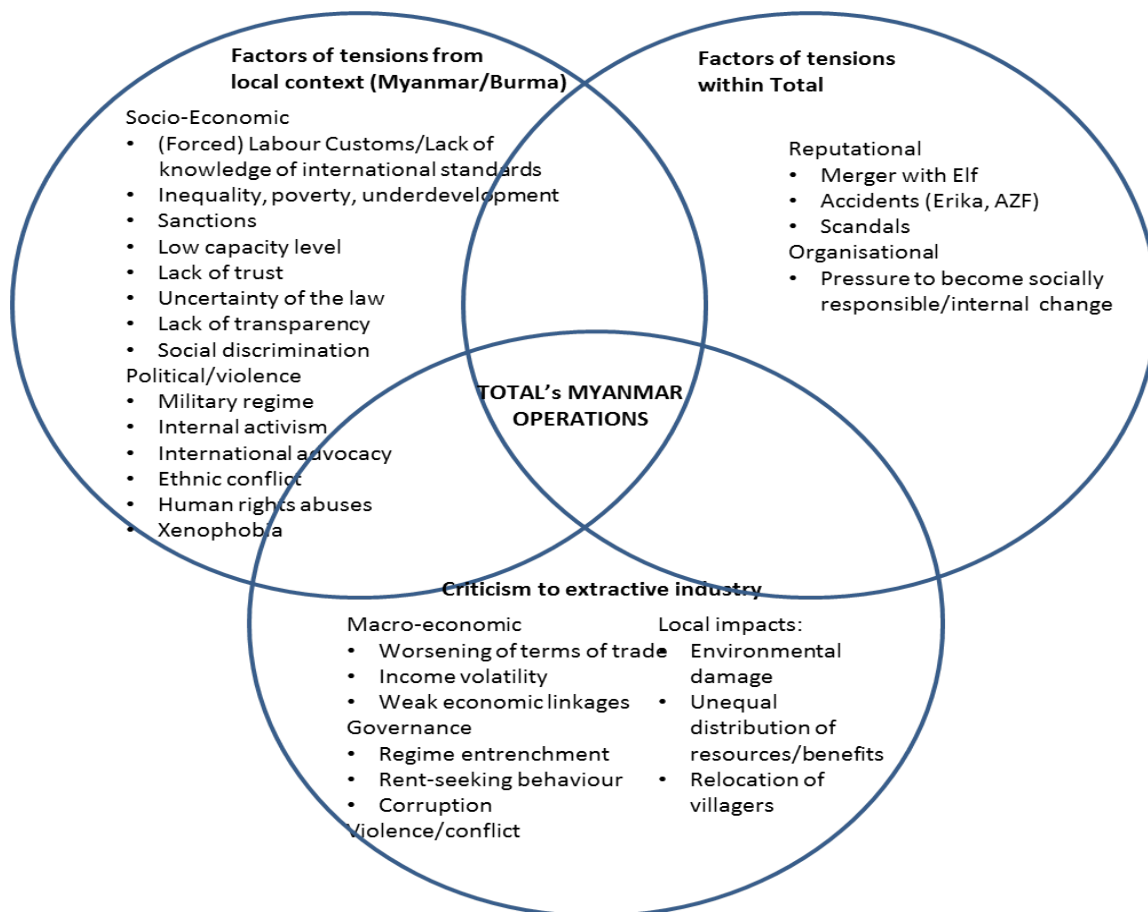 Factors of tensions from
local context (Myanmar/Burma)
Socio-Economic
• (Forced) Labour Customs/Lack of
knowledge of international standards
• Inequality, poverty, underdevelopment
• Sanctions
• Low capacity level
• Lack of trust
• Uncertainty of the law
• Lack of transparency
• Social discrimination
Political/violence
• Military regime
• Internal activism
• International advocacy
• Ethnic conflict
• Human rights abuses
• Xenophobia
Factors of tensions
within Total
Reputational
• Merger with Elf
• Accidents (Erika, AZF)
• Scandals
Organisational
• Pressure to become socially
responsible/internal change
TOTAL's MYANMAR
OPERATIONS
Criticism to extractive industry
Macro-economic
• Worsening of terms of trade
• Income volatility
• Weak economic linkages
Governance
• Regime entrenchment
• Rent-seeking behaviour
• Corruption
Violence/conflict
Local impacts:
• Environmental
damage
• Unequal
distribution of
resources/benefits
• Relocation of
villagers